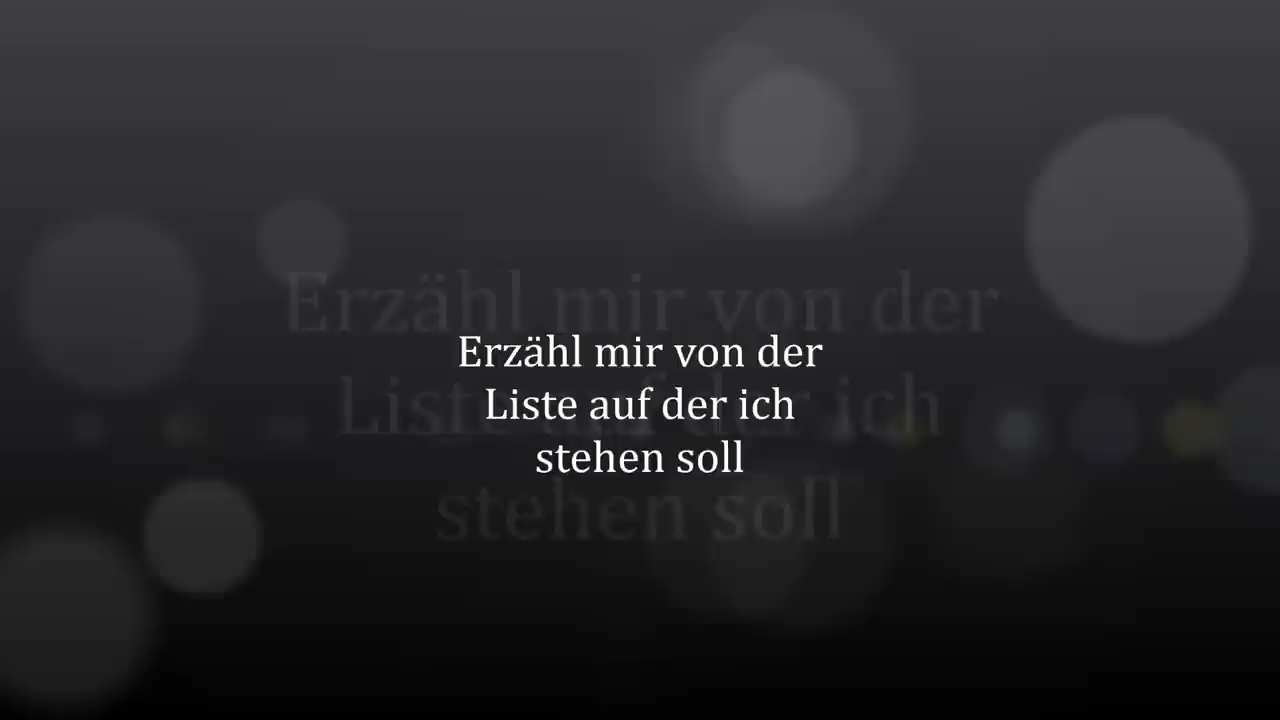 Erzähl mir von der
Liste auf der ich
stehen soll